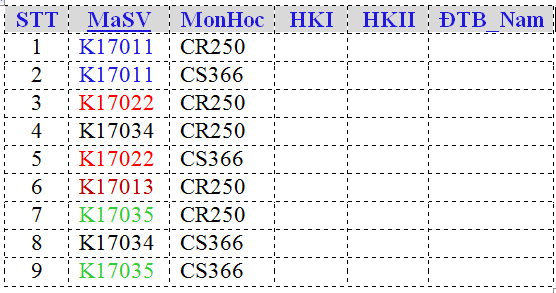 STT MaSV MonHoc HKI HKII ĐTB_Nam
1 K17011 CR250
2 K17011 CS366
3 K17022 CR250
4 K17034 CR250
5 K17022 CS366
6 K17013 CR250
7 K17035 CR250
8 K17034 CS366
9 K17035 CS366